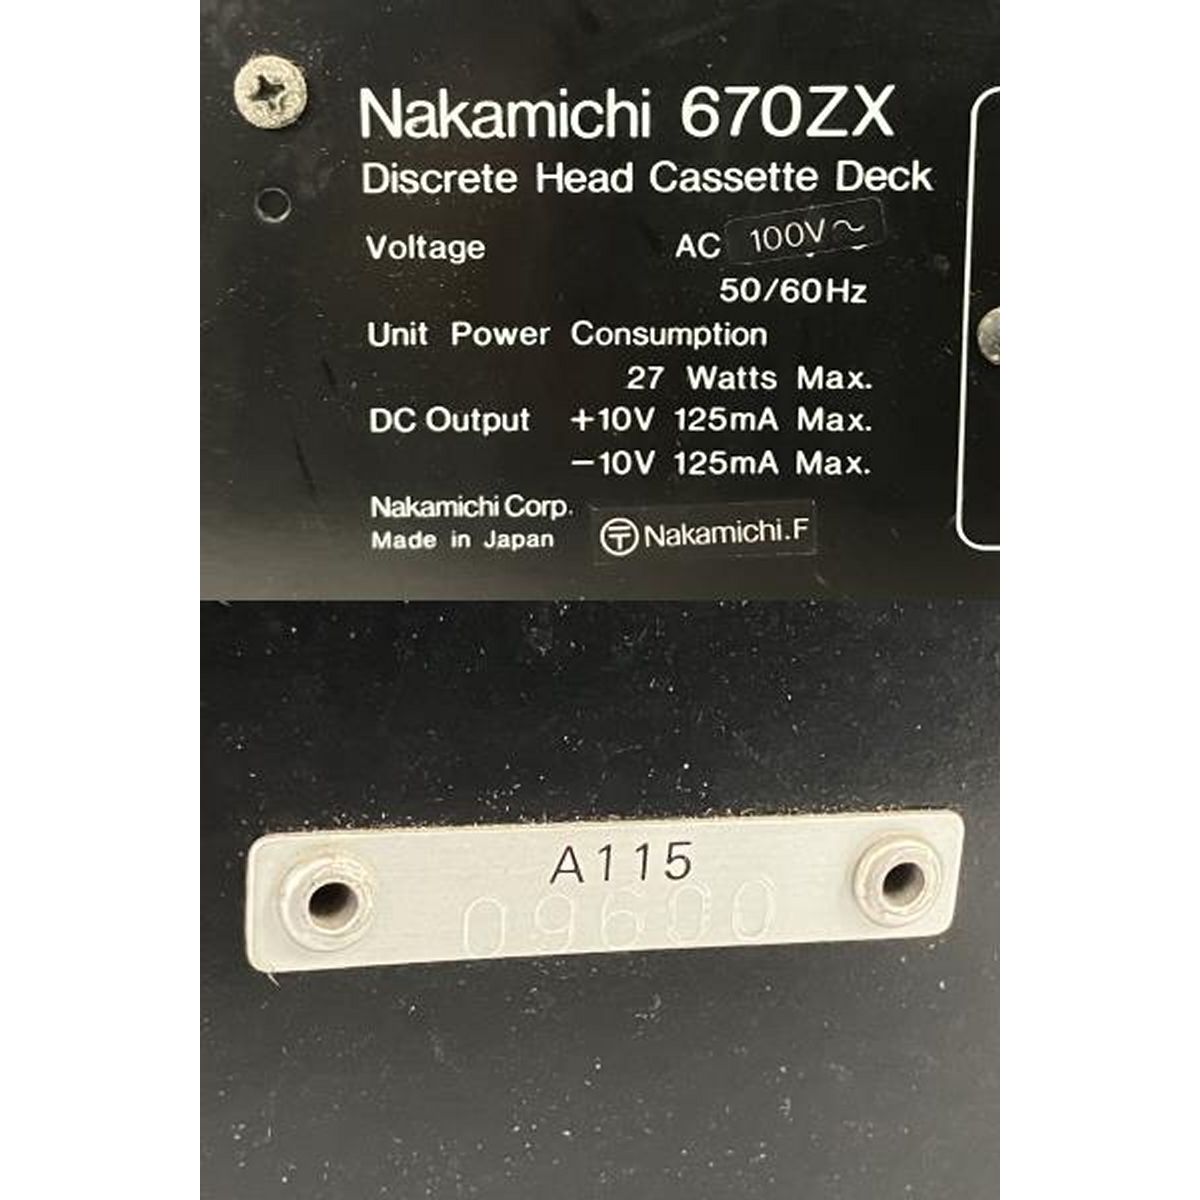 Nakamichi 670ZX
Discrete Head Cassette Deck
Voltage AC 100V～
50/60Hz
Unit Power Consumption
27 Watts Max.
DC Output +10V 125mA Max.
−10V 125mA Max.
Nakamichi Corp.
Made in Japan
〶 Nakamichi.F
A115
09600